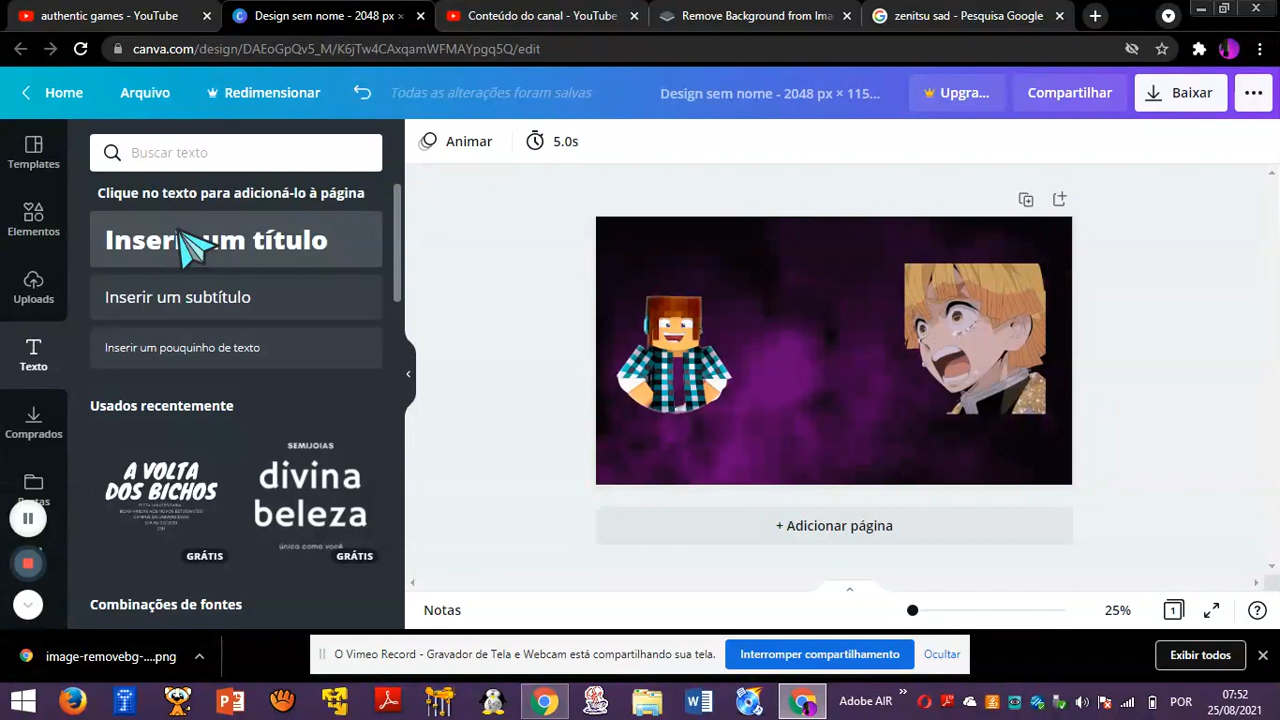 authentic games - YouTube
Design sem nome - 2048 px ×
Conteúdo do canal - YouTube
Remove Background from Ima
zenitsu sad - Pesquisa Google
canva.com/design/DAEoGpQv5_M/K6jTw4CAxqamWFMAYpgq5Q/edit
Home
Arquivo
Redimensionar
Todas as alterações foram salvas
Design sem nome - 2048 px × 115...
Upgra...
Compartilhar
Baixar
Templates
Elementos
Uploads
Texto
Comprados
Buscar texto
Clique no texto para adicioná-lo à página
Inserir um título
Inserir um subtítulo
Inserir um pouquinho de texto
Usados recentemente
A VOLTA
DOS BICHOS
GRÁTIS
SEMIJOIAS
divina
beleza
única como você
GRÁTIS
Combinações de fontes
Animar
5.0s
+ Adicionar página
Notas
25%
1
image-removebg-....png
O Vimeo Record - Gravador de Tela e Webcam está compartilhando sua tela.
Interromper compartilhamento
Ocultar
Exibir todos
Adobe AIR
POR
07:52
25/08/2021